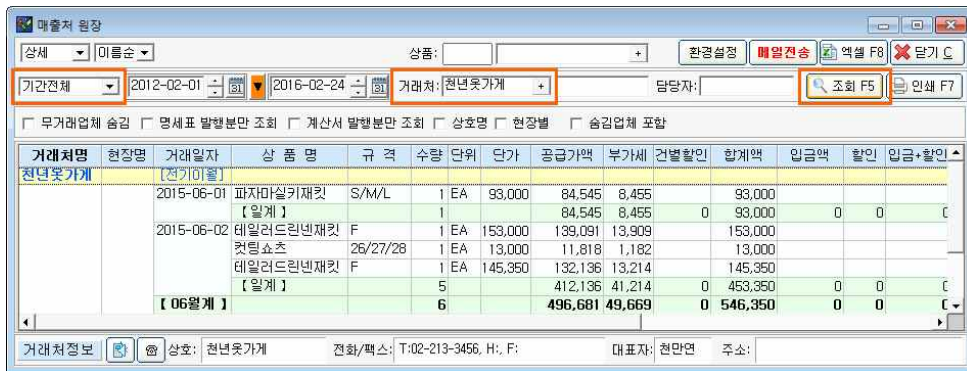 매출처 원장
상세 이름순 상품: + 환경설정 메일전송 엑셀 F8 닫기 C
기간전체 2012-02-01 2016-02-24 거래처: 천년옷가게 + 담당자: 조회 F5 인쇄 F7
무거래업체 숨김 명세표 발행분만 조회 계산서 발행분만 조회 상호명 현장별 숨김업체 포함
거래처명 현장명 거래일자 상 품 명 규 격 수량 단위 단가 공급가액 부가세 건별할인 합계액 입금액 할인 입금+할인
천년옷가게 [전기이월]
2015-06-01 파자마실키재킷 S/M/L 1 EA 93,000 84,545 8,455 93,000
【일계】 1 84,545 8,455 0 93,000 0 0 0
2015-06-02 테일러드린넨재킷 F 1 EA 153,000 139,091 13,909 153,000
컷팅쇼츠 26/27/28 1 EA 13,000 11,818 1,182 13,000
테일러드린넨재킷 F 1 EA 145,350 132,136 13,214 145,350
【일계】 5 412,136 41,214 0 453,350 0 0 0
【 06월계 】 6 496,681 49,669 0 546,350 0 0 0
거래처정보 상호: 천년옷가게 전화/팩스: T:02-213-3456, H:, F: 대표자: 천만연 주소: